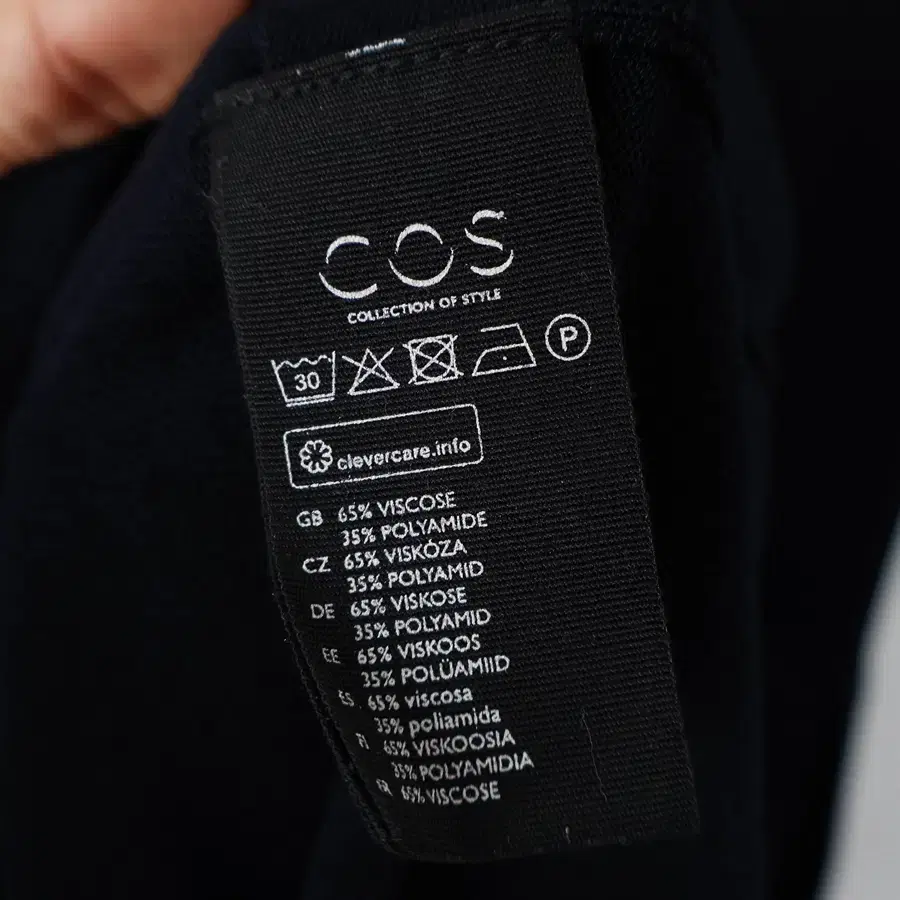 COS
COLLECTION OF STYLE
30
P
clevercare.info
GB 65% VISCOSE
35% POLYAMIDE
CZ 65% VISKÓZA
35% POLYAMID
DE 65% VISKOSE
35% POLYAMID
EE 65% VISKOOS
35% POLÜAMIID
ES 65% viscosa
35% poliamida
FI 65% VISKOOSIA
35% POLYAMIDIA
FR 65% VISCOSE